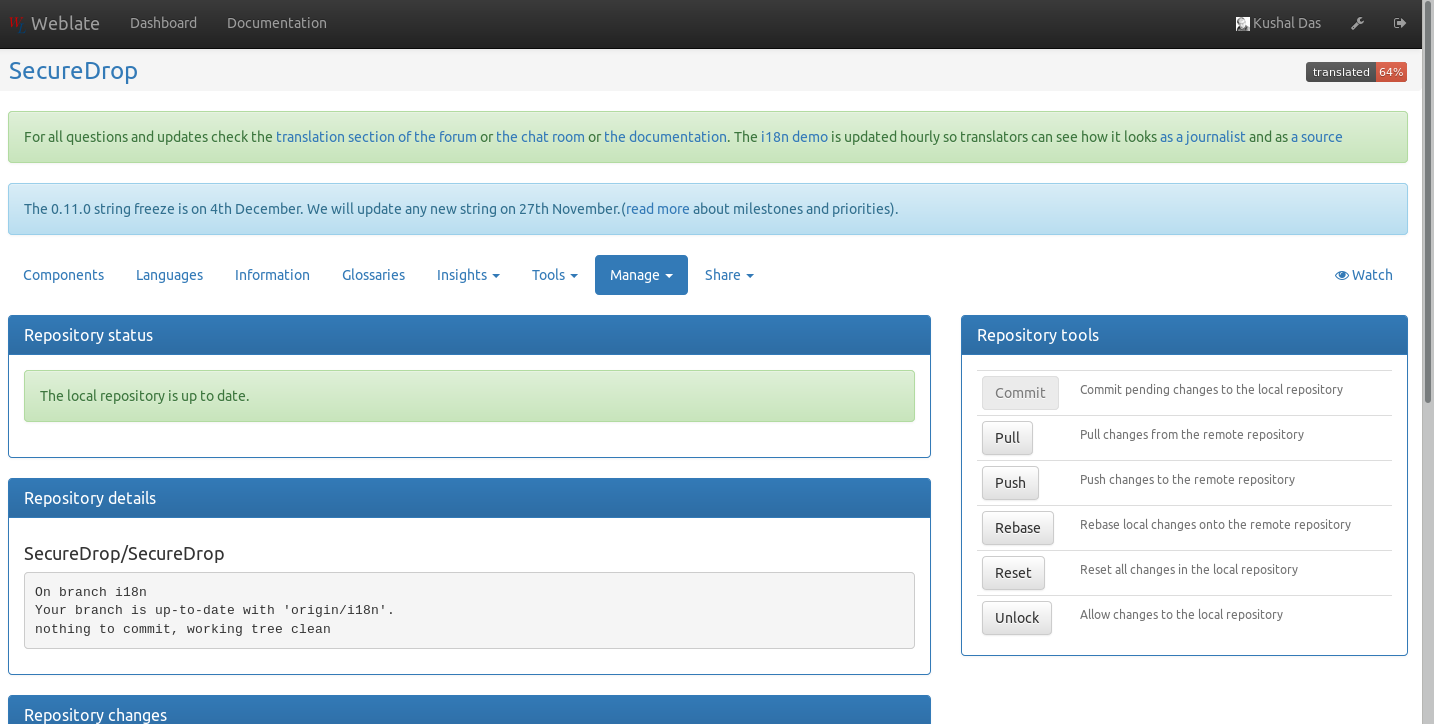 Weblate Dashboard Documentation Kushal Das
SecureDrop
translated 64%
For all questions and updates check the translation section of the forum or the chat room or the documentation. The i18n demo is updated hourly so translators can see how it looks as a journalist and as a source
The 0.11.0 string freeze is on 4th December. We will update any new string on 27th November.(read more about milestones and priorities).
Components Languages Information Glossaries Insights Tools Manage Share Watch
Repository status
The local repository is up to date.
Repository details
SecureDrop/SecureDrop
On branch i18n
Your branch is up-to-date with 'origin/i18n'.
nothing to commit, working tree clean
Repository changes
Repository tools
Commit Commit pending changes to the local repository
Pull Pull changes from the remote repository
Push Push changes to the remote repository
Rebase Rebase local changes onto the remote repository
Reset Reset all changes in the local repository
Unlock Allow changes to the local repository